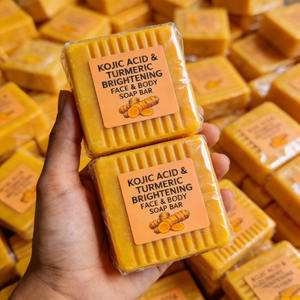 KOJIC ACID &
TURMERIC
BRIGHTENING
FACE & BODY
SOAP BAR
KOJIC ACID &
TURMERIC
BRIGHTENING
FACE & BODY
SOAP BAR